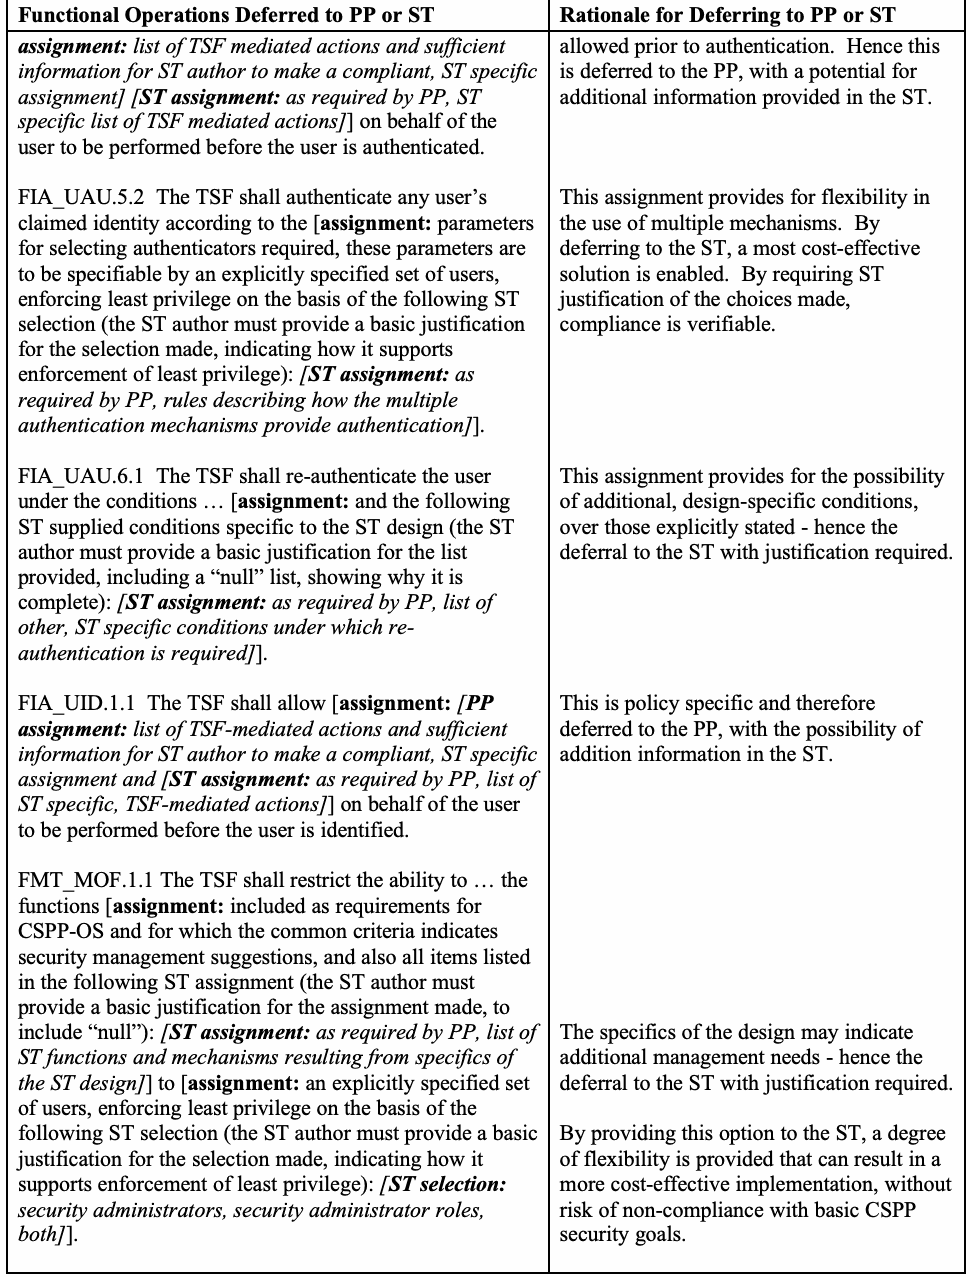 Functional Operations Deferred to PP or ST
Rationale for Deferring to PP or ST
assignment: list of TSF mediated actions and sufficient
information for ST author to make a compliant, ST specific
assignment] [ST assignment: as required by PP, ST
specific list of TSF mediated actions]] on behalf of the
user to be performed before the user is authenticated.
allowed prior to authentication.  Hence this
is deferred to the PP, with a potential for
additional information provided in the ST.
FIA_UAU.5.2  The TSF shall authenticate any user’s
claimed identity according to the [assignment: parameters
for selecting authenticators required, these parameters are
to be specifiable by an explicitly specified set of users,
enforcing least privilege on the basis of the following ST
selection (the ST author must provide a basic justification
for the selection made, indicating how it supports
enforcement of least privilege): [ST assignment: as
required by PP, rules describing how the multiple
authentication mechanisms provide authentication]].
This assignment provides for flexibility in
the use of multiple mechanisms.  By
deferring to the ST, a most cost-effective
solution is enabled.  By requiring ST
justification of the choices made,
compliance is verifiable.
FIA_UAU.6.1  The TSF shall re-authenticate the user
under the conditions … [assignment: and the following
ST supplied conditions specific to the ST design (the ST
author must provide a basic justification for the list
provided, including a “null” list, showing why it is
complete): [ST assignment: as required by PP, list of
other, ST specific conditions under which re-
authentication is required]].
This assignment provides for the possibility
of additional, design-specific conditions,
over those explicitly stated - hence the
deferral to the ST with justification required.
FIA_UID.1.1  The TSF shall allow [assignment: [PP
assignment: list of TSF-mediated actions and sufficient
information for ST author to make a compliant, ST specific
assignment and [ST assignment: as required by PP, list of
ST specific, TSF-mediated actions]] on behalf of the user
to be performed before the user is identified.
This is policy specific and therefore
deferred to the PP, with the possibility of
addition information in the ST.
FMT_MOF.1.1 The TSF shall restrict the ability to … the
functions [assignment: included as requirements for
CSPP-OS and for which the common criteria indicates
security management suggestions, and also all items listed
in the following ST assignment (the ST author must
provide a basic justification for the assignment made, to
include “null”): [ST assignment: as required by PP, list of
ST functions and mechanisms resulting from specifics of
the ST design]] to [assignment: an explicitly specified set
of users, enforcing least privilege on the basis of the
following ST selection (the ST author must provide a basic
justification for the selection made, indicating how it
supports enforcement of least privilege): [ST selection:
security administrators, security administrator roles,
both]].
The specifics of the design may indicate
additional management needs - hence the
deferral to the ST with justification required.
By providing this option to the ST, a degree
of flexibility is provided that can result in a
more cost-effective implementation, without
risk of non-compliance with basic CSPP
security goals.